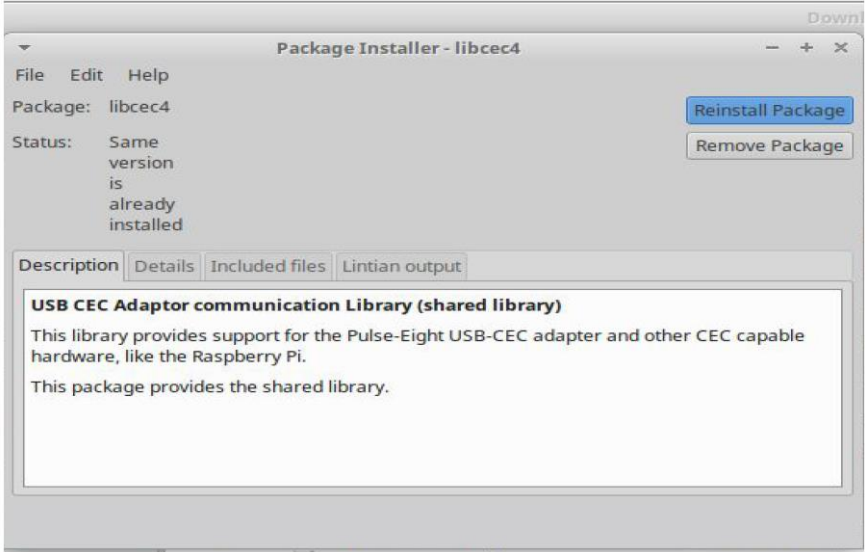 Downl
Package Installer - libcec4
File Edit Help
Package: libcec4
Reinstall Package
Remove Package
Status: Same
version
is
already
installed
Description Details Included files Lintian output
USB CEC Adaptor communication Library (shared library)
This library provides support for the Pulse-Eight USB-CEC adapter and other CEC capable
hardware, like the Raspberry Pi.
This package provides the shared library.